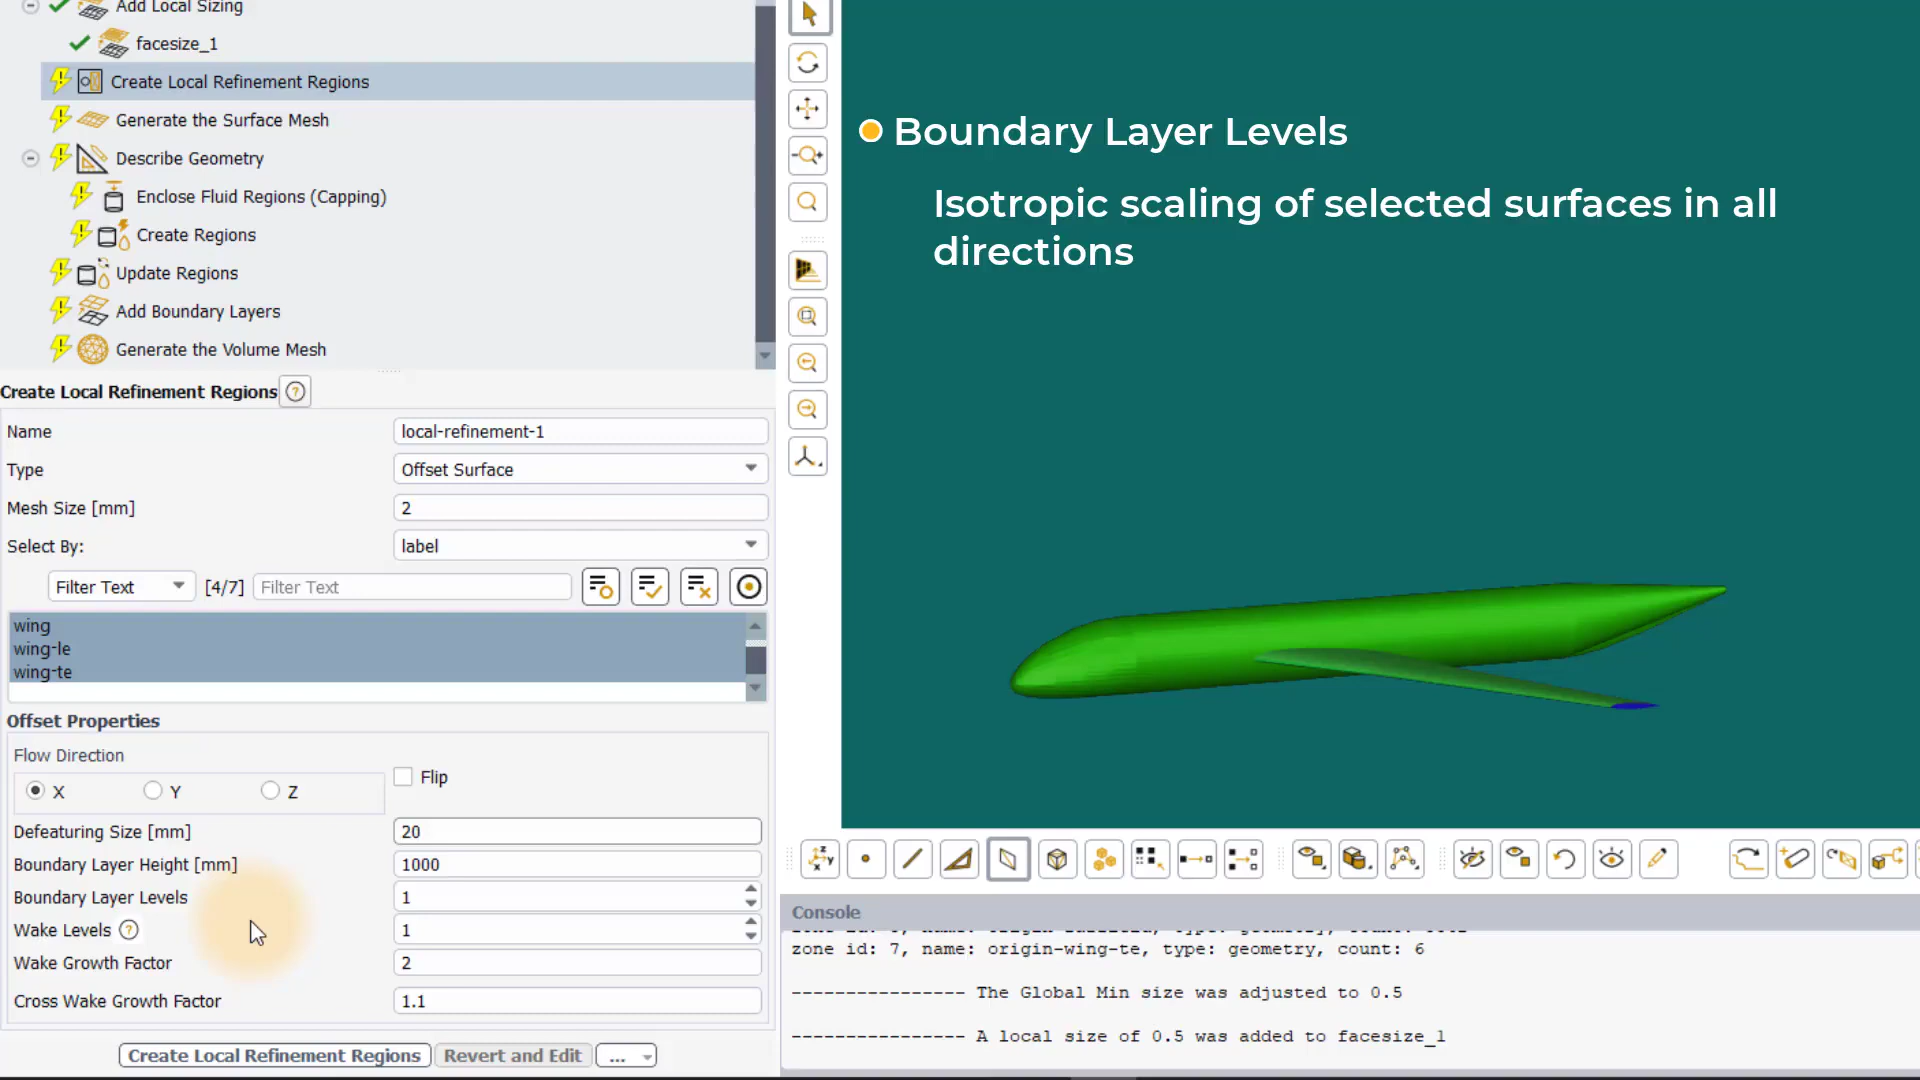 Add Local Sizing
facesize_1
Create Local Refinement Regions
Generate the Surface Mesh
Describe Geometry
Enclose Fluid Regions (Capping)
Create Regions
Update Regions
Add Boundary Layers
Generate the Volume Mesh
Create Local Refinement Regions
Name local-refinement-1
Type Offset Surface
Mesh Size [mm] 2
Select By: label
Filter Text [4/7] Filter Text
wing
wing-le
wing-te
Offset Properties
Flow Direction
X Y Z Flip
Defeaturing Size [mm] 20
Boundary Layer Height [mm] 1000
Boundary Layer Levels 1
Wake Levels 1
Wake Growth Factor 2
Cross Wake Growth Factor 1.1
Create Local Refinement Regions Revert and Edit ...
Boundary Layer Levels
Isotropic scaling of selected surfaces in all
directions
Console
zone id: 7, name: origin-wing-te, type: geometry, count: 6
---------------- The Global Min size was adjusted to 0.5
---------------- A local size of 0.5 was added to facesize_1